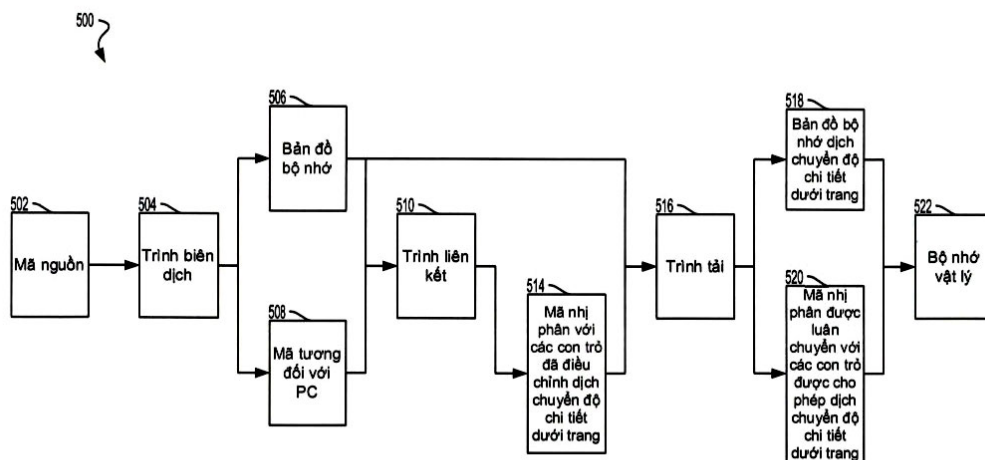 500
502
Mã nguồn
504
Trình biên
dịch
506
Bản đồ
bộ nhớ
508
Mã tương
đối với
PC
510
Trình liên
kết
514
Mã nhị
phân với
các con trỏ
đã điều
chỉnh dịch
chuyển độ
chi tiết
dưới trang
516
Trình tải
518
Bản đồ bộ
nhớ dịch
chuyển độ
chi tiết
dưới trang
520
Mã nhị
phân được
luân
chuyển với
các con trỏ
được cho
phép dịch
chuyển độ
chi tiết
dưới trang
522
Bộ nhớ
vật lý